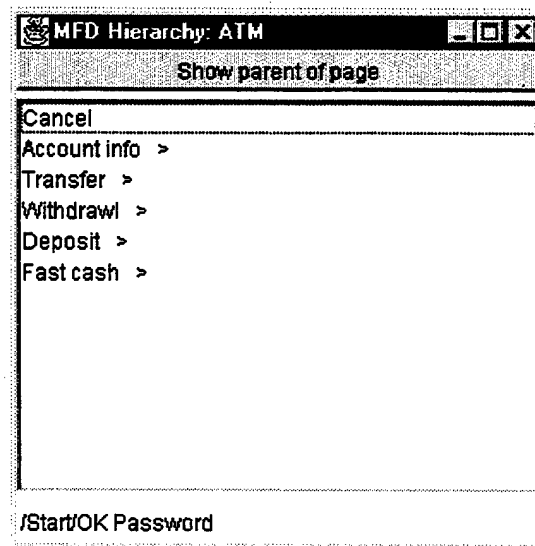 MFD Hierarchy: ATM
Show parent of page
Cancel
Account info >
Transfer >
Withdrawl >
Deposit >
Fast cash >
/Start/OK Password